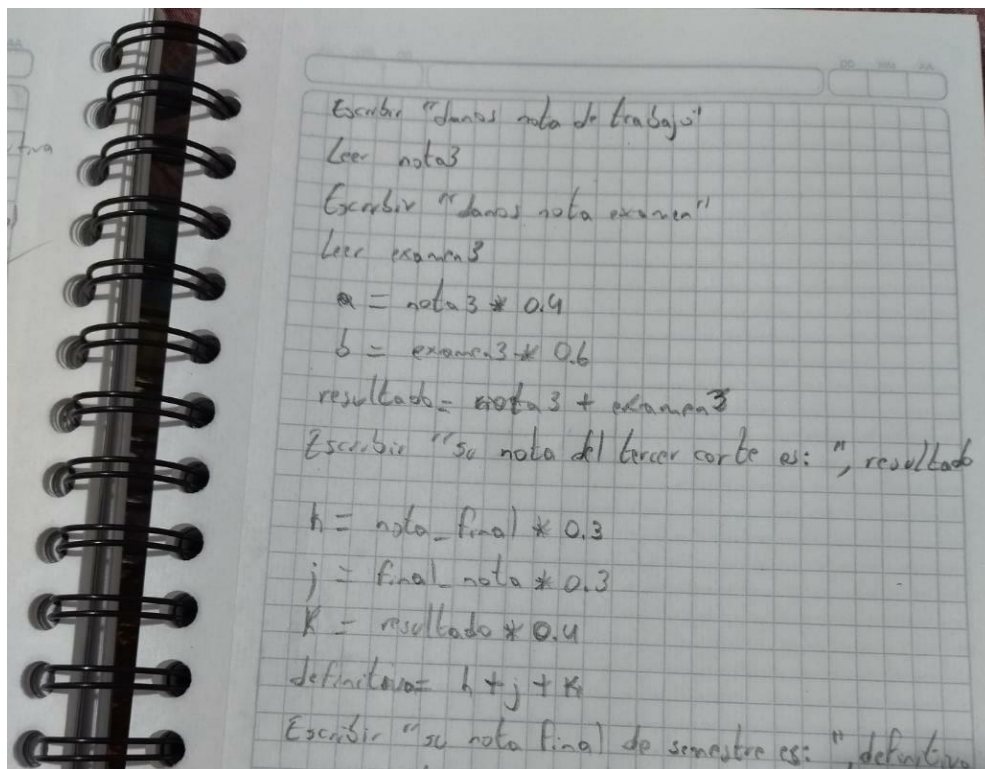 Escribir "danos nota de trabajo"
Leer nota3
Escribir "danos nota examen"
Leer examen3
a = nota3 * 0.4
b = examen3 * 0.6
resultado= nota3 + examen3
Escribir "su nota del tercer corte es: ", resultado
h = nota_final * 0.3
j = final_nota * 0.3
K = resultado * 0.4
definitiva= h + j + K
Escribir "su nota final de semestre es: ", definitiva